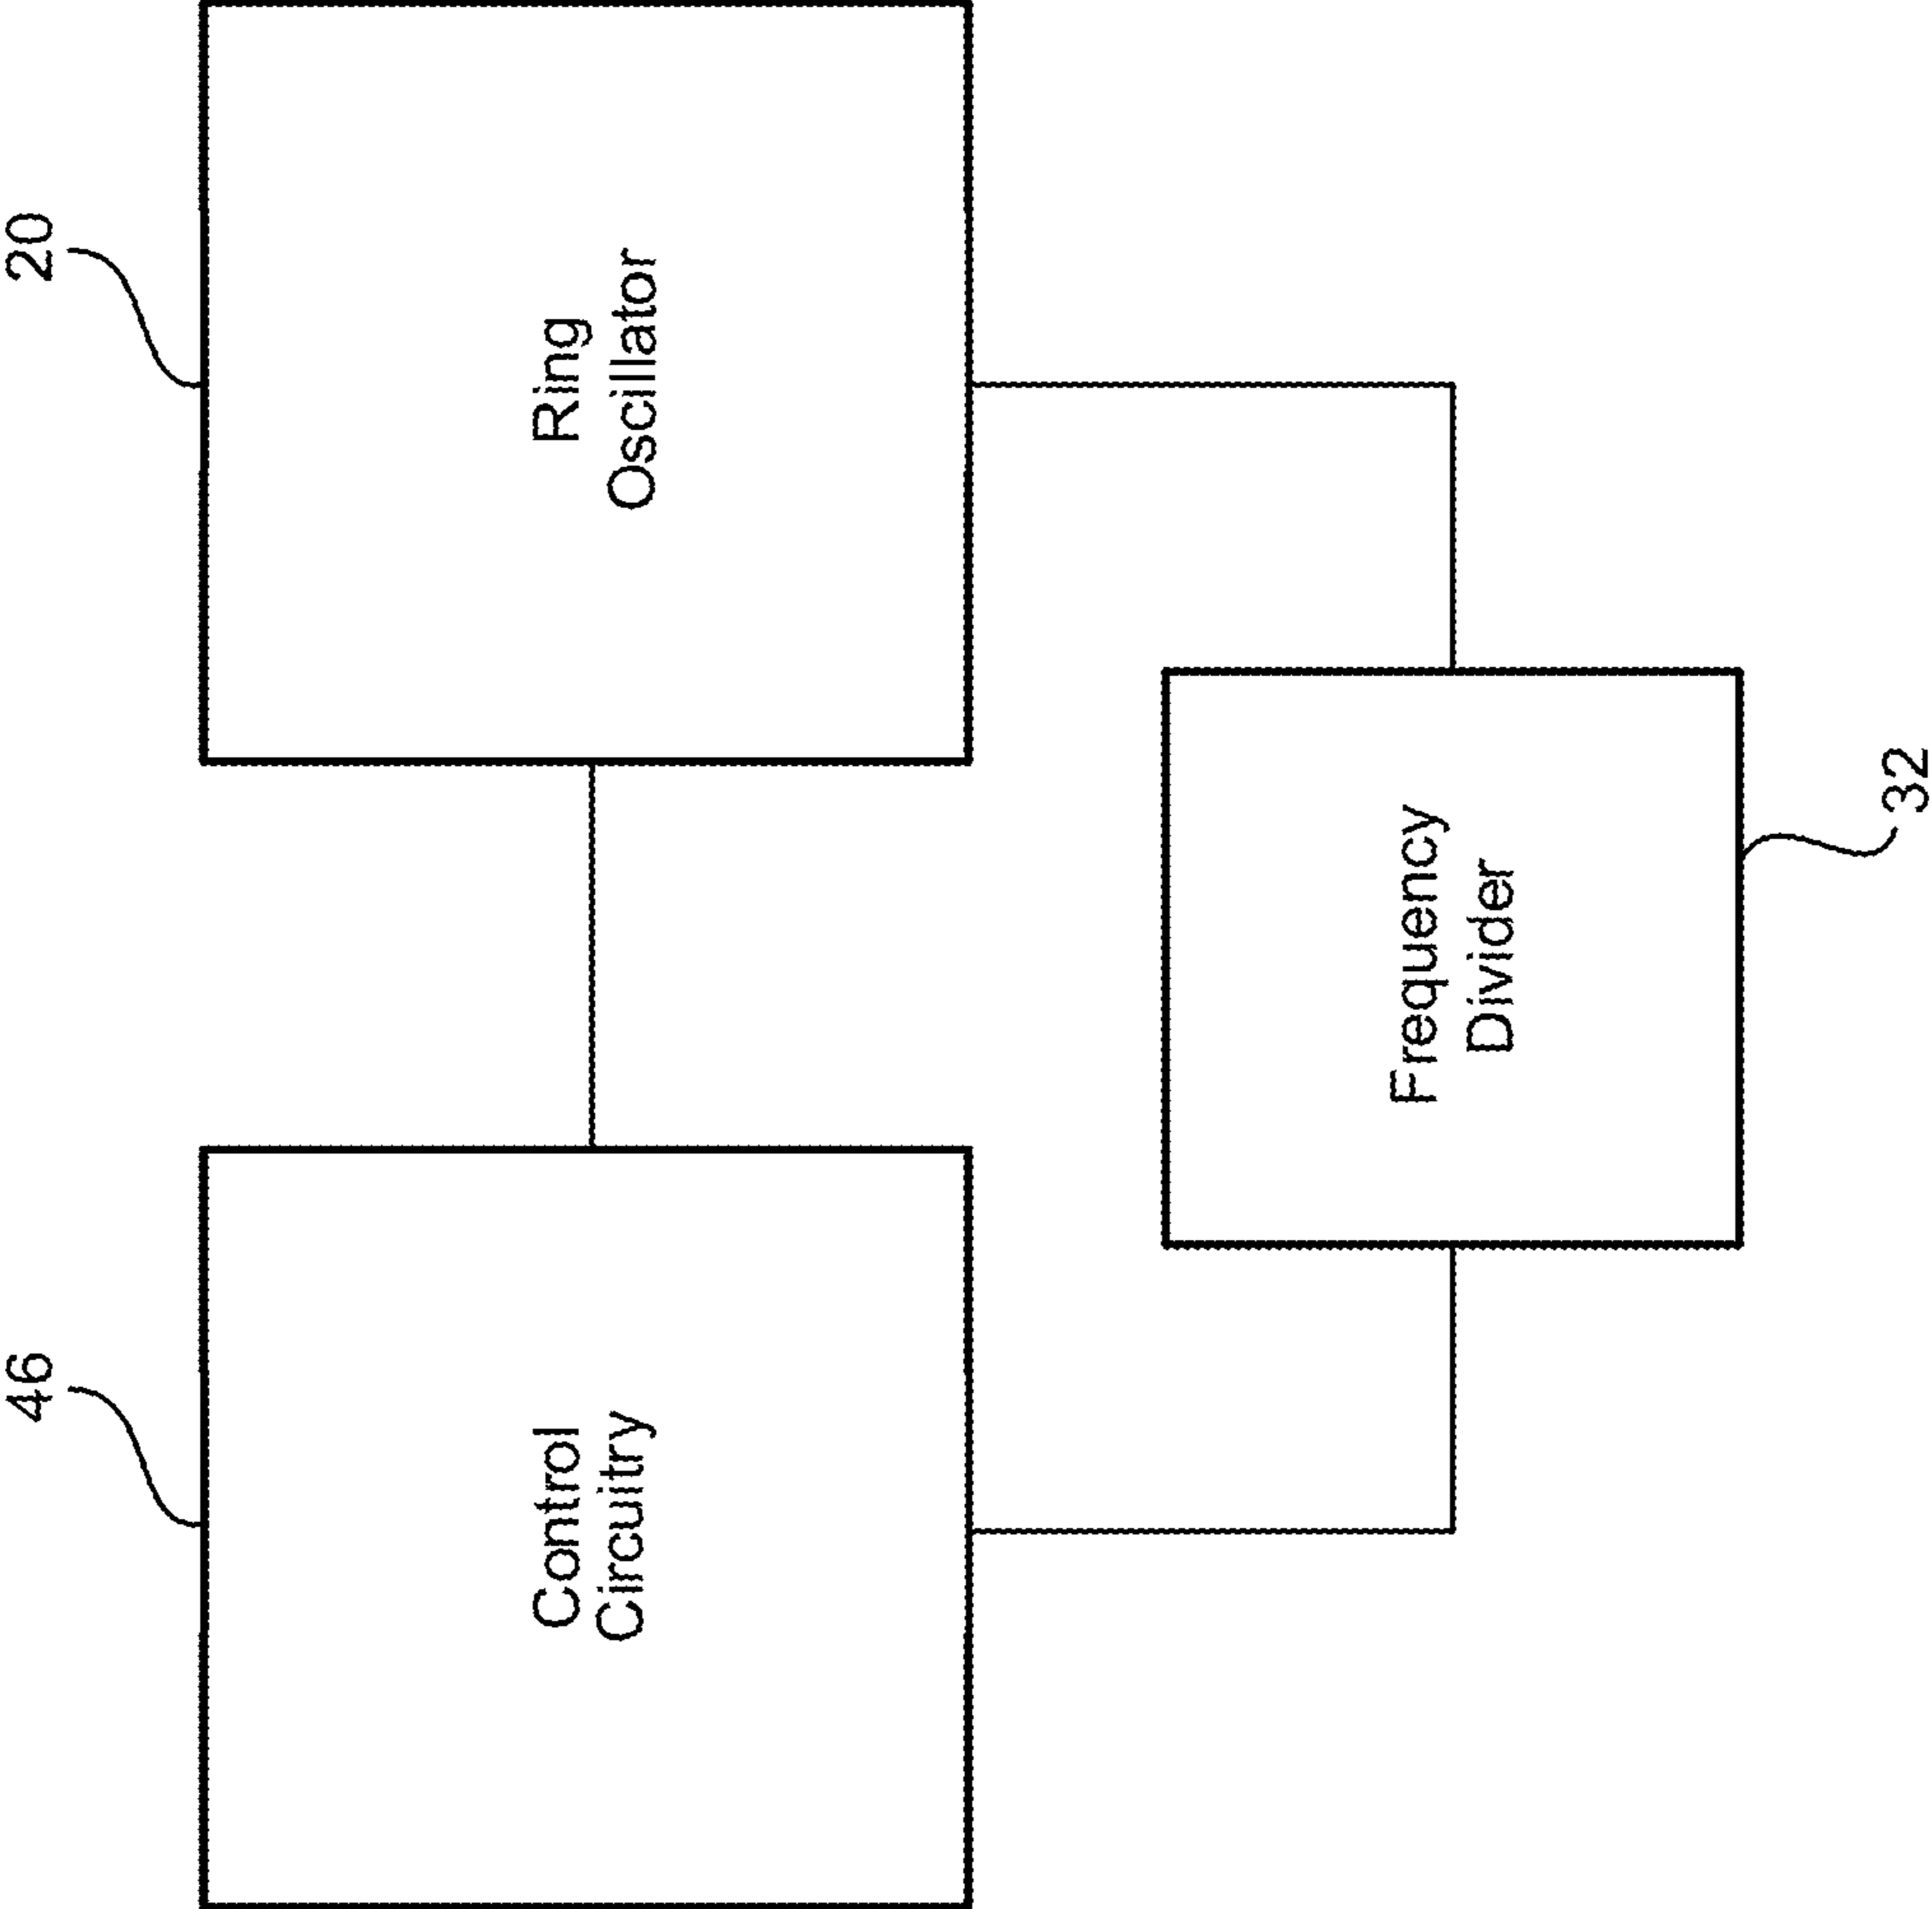 46
20
Control
Circuitry
Ring
Oscillator
Frequency
Divider
32